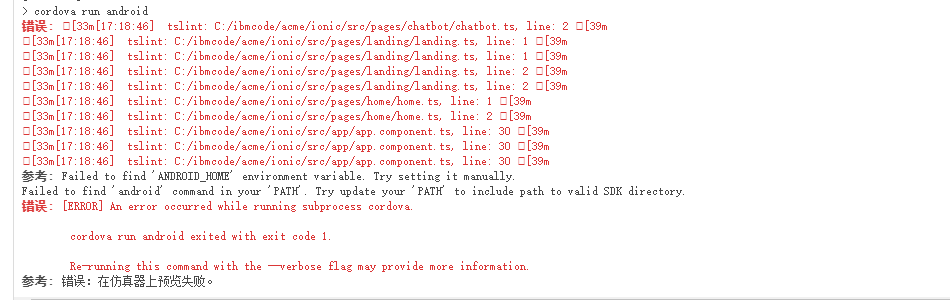 > cordova run android
错误: □[33m[17:18:46]  tslint: C:/ibmcode/acme/ionic/src/pages/chatbot/chatbot.ts, line: 2 □[39m
□[33m[17:18:46]  tslint: C:/ibmcode/acme/ionic/src/pages/landing/landing.ts, line: 1 □[39m
□[33m[17:18:46]  tslint: C:/ibmcode/acme/ionic/src/pages/landing/landing.ts, line: 1 □[39m
□[33m[17:18:46]  tslint: C:/ibmcode/acme/ionic/src/pages/landing/landing.ts, line: 2 □[39m
□[33m[17:18:46]  tslint: C:/ibmcode/acme/ionic/src/pages/landing/landing.ts, line: 2 □[39m
□[33m[17:18:46]  tslint: C:/ibmcode/acme/ionic/src/pages/home/home.ts, line: 1 □[39m
□[33m[17:18:46]  tslint: C:/ibmcode/acme/ionic/src/pages/home/home.ts, line: 2 □[39m
□[33m[17:18:46]  tslint: C:/ibmcode/acme/ionic/src/app/app.component.ts, line: 30 □[39m
□[33m[17:18:46]  tslint: C:/ibmcode/acme/ionic/src/app/app.component.ts, line: 30 □[39m
□[33m[17:18:46]  tslint: C:/ibmcode/acme/ionic/src/app/app.component.ts, line: 30 □[39m
参考: Failed to find 'ANDROID_HOME' environment variable. Try setting it manually.
Failed to find 'android' command in your 'PATH'. Try update your 'PATH' to include path to valid SDK directory.
错误: [ERROR] An error occurred while running subprocess cordova.
cordova run android exited with exit code 1.
Re-running this command with the --verbose flag may provide more information.
参考: 错误: 在仿真器上预览失败。